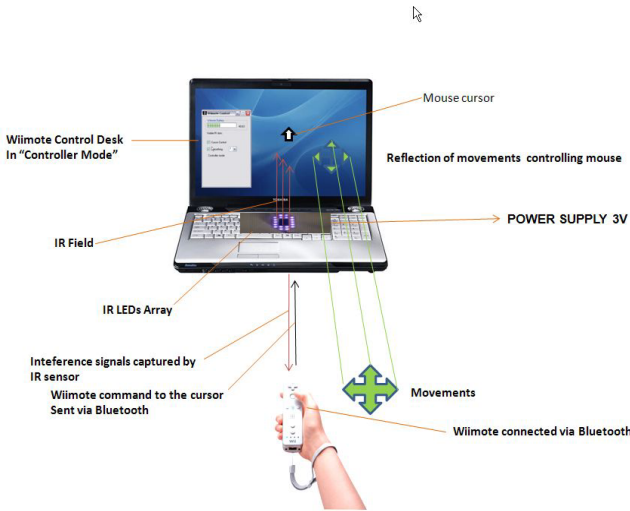 Mouse cursor
Wiimote Control Desk
In “Controller Mode”
Reflection of movements  controlling mouse
POWER SUPPLY 3V
IR Field
IR LEDs Array
Inteference signals captured by
IR sensor
Wiimote command to the cursor
Sent via Bluetooth
Movements
Wiimote connected via Bluetooth